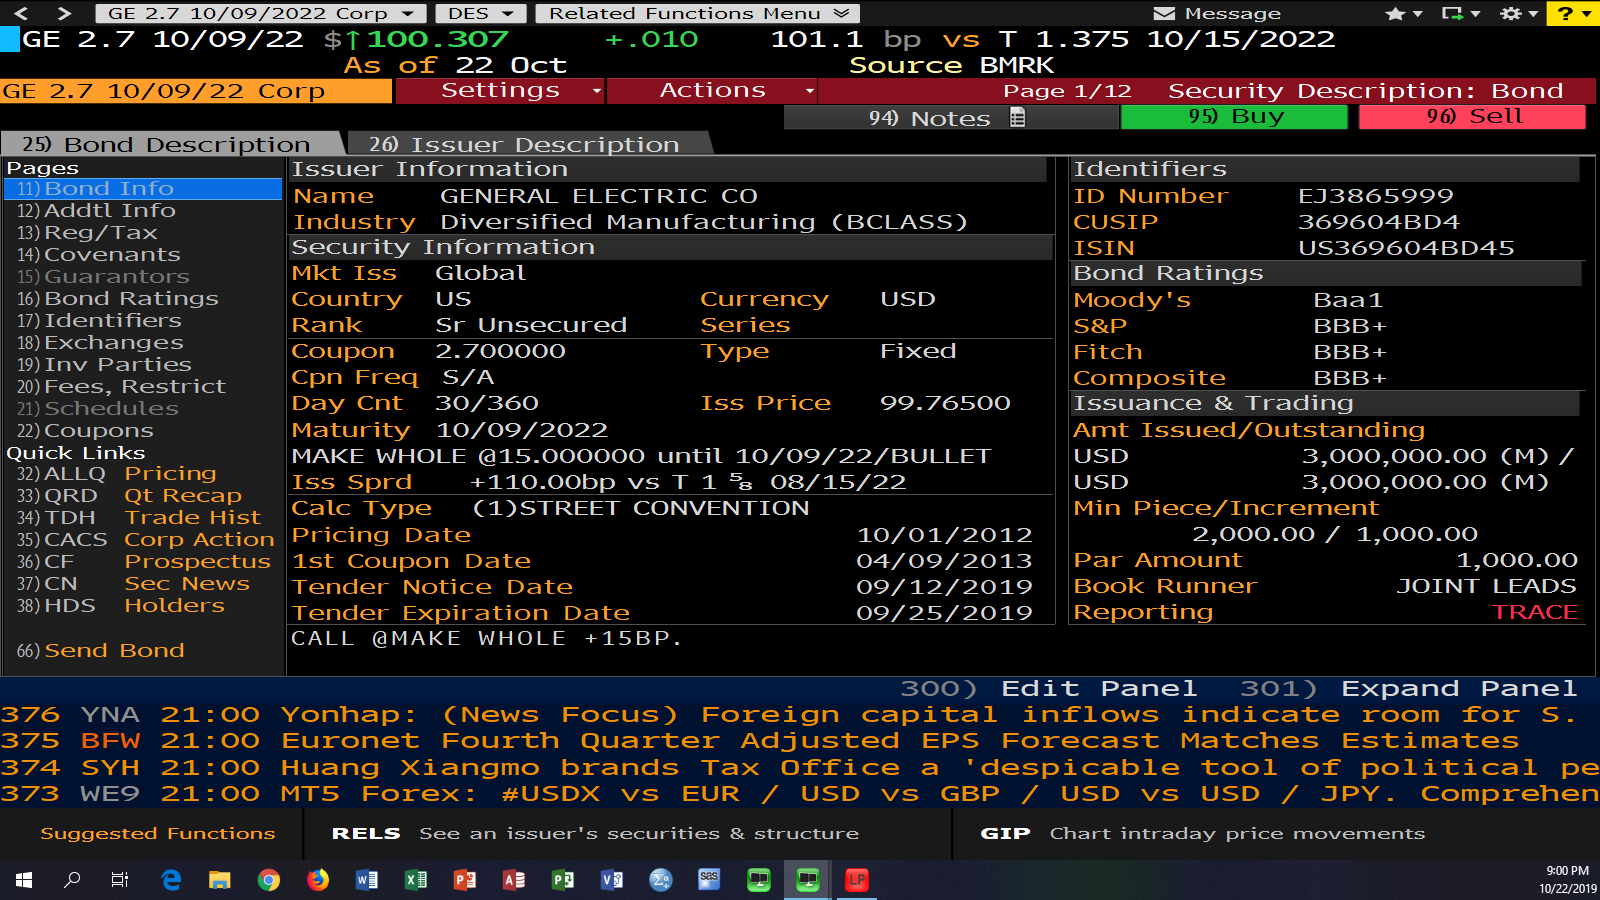 GE 2.7 10/09/2022 Corp DES Related Functions Menu Message ?
GE 2.7 10/09/2022 $↑100.307 +.010 101.1 bp vs T 1.375 10/15/2022
As of 22 Oct Source BMRK
GE 2.7 10/09/22 Corp Settings Actions Page 1/12 Security Description: Bond
94) Notes 95) Buy 96) Sell
25) Bond Description 26) Issuer Description
Pages
11) Bond Info
12) Addtl Info
13) Reg/Tax
14) Covenants
15) Guarantors
16) Bond Ratings
17) Identifiers
18) Exchanges
19) Inv Parties
20) Fees, Restrict
21) Schedules
22) Coupons
Quick Links
32) ALLQ Pricing
33) QRD Qt Recap
34) TDH Trade Hist
35) CACS Corp Action
36) CF Prospectus
37) CN Sec News
38) HDS Holders
66) Send Bond
Issuer Information
Name GENERAL ELECTRIC CO
Industry Diversified Manufacturing (BCLASS)
Security Information
Mkt Iss Global
Country US Currency USD
Rank Sr Unsecured Series
Coupon 2.700000 Type Fixed
Cpn Freq S/A
Day Cnt 30/360 Iss Price 99.76500
Maturity 10/09/2022
MAKE WHOLE @15.000000 until 10/09/22/BULLET
Iss Sprd +110.00bp vs T 1 ⅝ 08/15/22
Calc Type (1)STREET CONVENTION
Pricing Date 10/01/2012
1st Coupon Date 04/09/2013
Tender Notice Date 09/12/2019
Tender Expiration Date 09/25/2019
CALL @MAKE WHOLE +15BP.
Identifiers
ID Number EJ3865999
CUSIP 369604BD4
ISIN US369604BD45
Bond Ratings
Moody's Baa1
S&P BBB+
Fitch BBB+
Composite BBB+
Issuance & Trading
Amt Issued/Outstanding
USD 3,000,000.00 (M) /
USD 3,000,000.00 (M)
Min Piece/Increment
2,000.00 / 1,000.00
Par Amount 1,000.00
Book Runner JOINT LEADS
Reporting TRACE
300) Edit Panel 301) Expand Panel
376 YNA 21:00 Yonhap: (News Focus) Foreign capital inflows indicate room for S.
375 BFW 21:00 Euronet Fourth Quarter Adjusted EPS Forecast Matches Estimates
374 SYH 21:00 Huang Xiangmo brands Tax Office a 'despicable tool of political pe
373 WE9 21:00 MT5 Forex: #USDX vs EUR / USD vs GBP / USD vs USD / JPY. Comprehen
Suggested Functions RELS See an issuer's securities & structure GIP Chart intraday price movements
sas LP
9:00 PM
10/22/2019